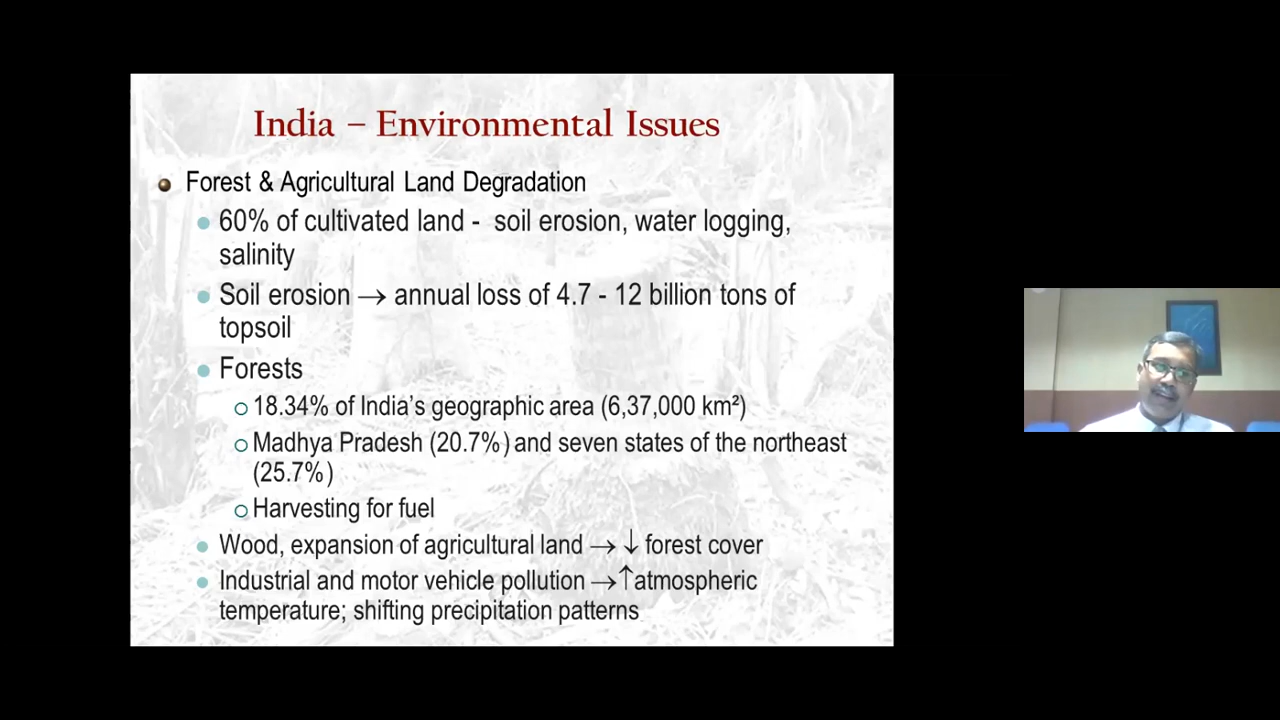 India – Environmental Issues
Forest & Agricultural Land Degradation
60% of cultivated land - soil erosion, water logging,
salinity
Soil erosion → annual loss of 4.7 - 12 billion tons of
topsoil
Forests
18.34% of India's geographic area (6,37,000 km²)
Madhya Pradesh (20.7%) and seven states of the northeast
(25.7%)
Harvesting for fuel
Wood, expansion of agricultural land → ↓ forest cover
Industrial and motor vehicle pollution → ↑ atmospheric
temperature; shifting precipitation patterns